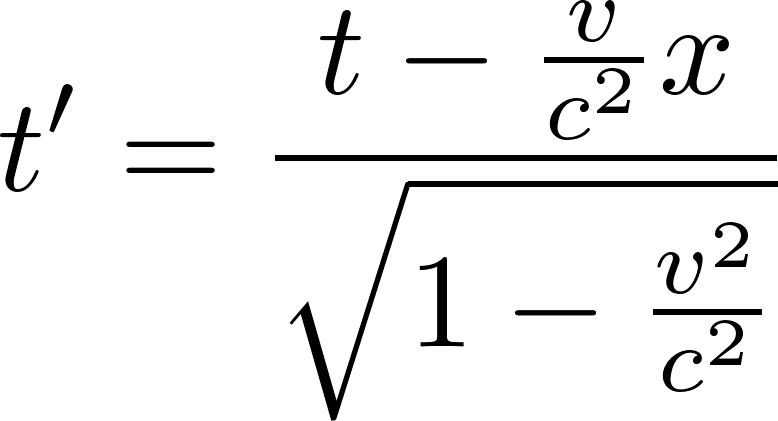 t′ = \frac{t - \frac{v}{c^2}x}{\sqrt{1 - \frac{v^2}{c^2}}}